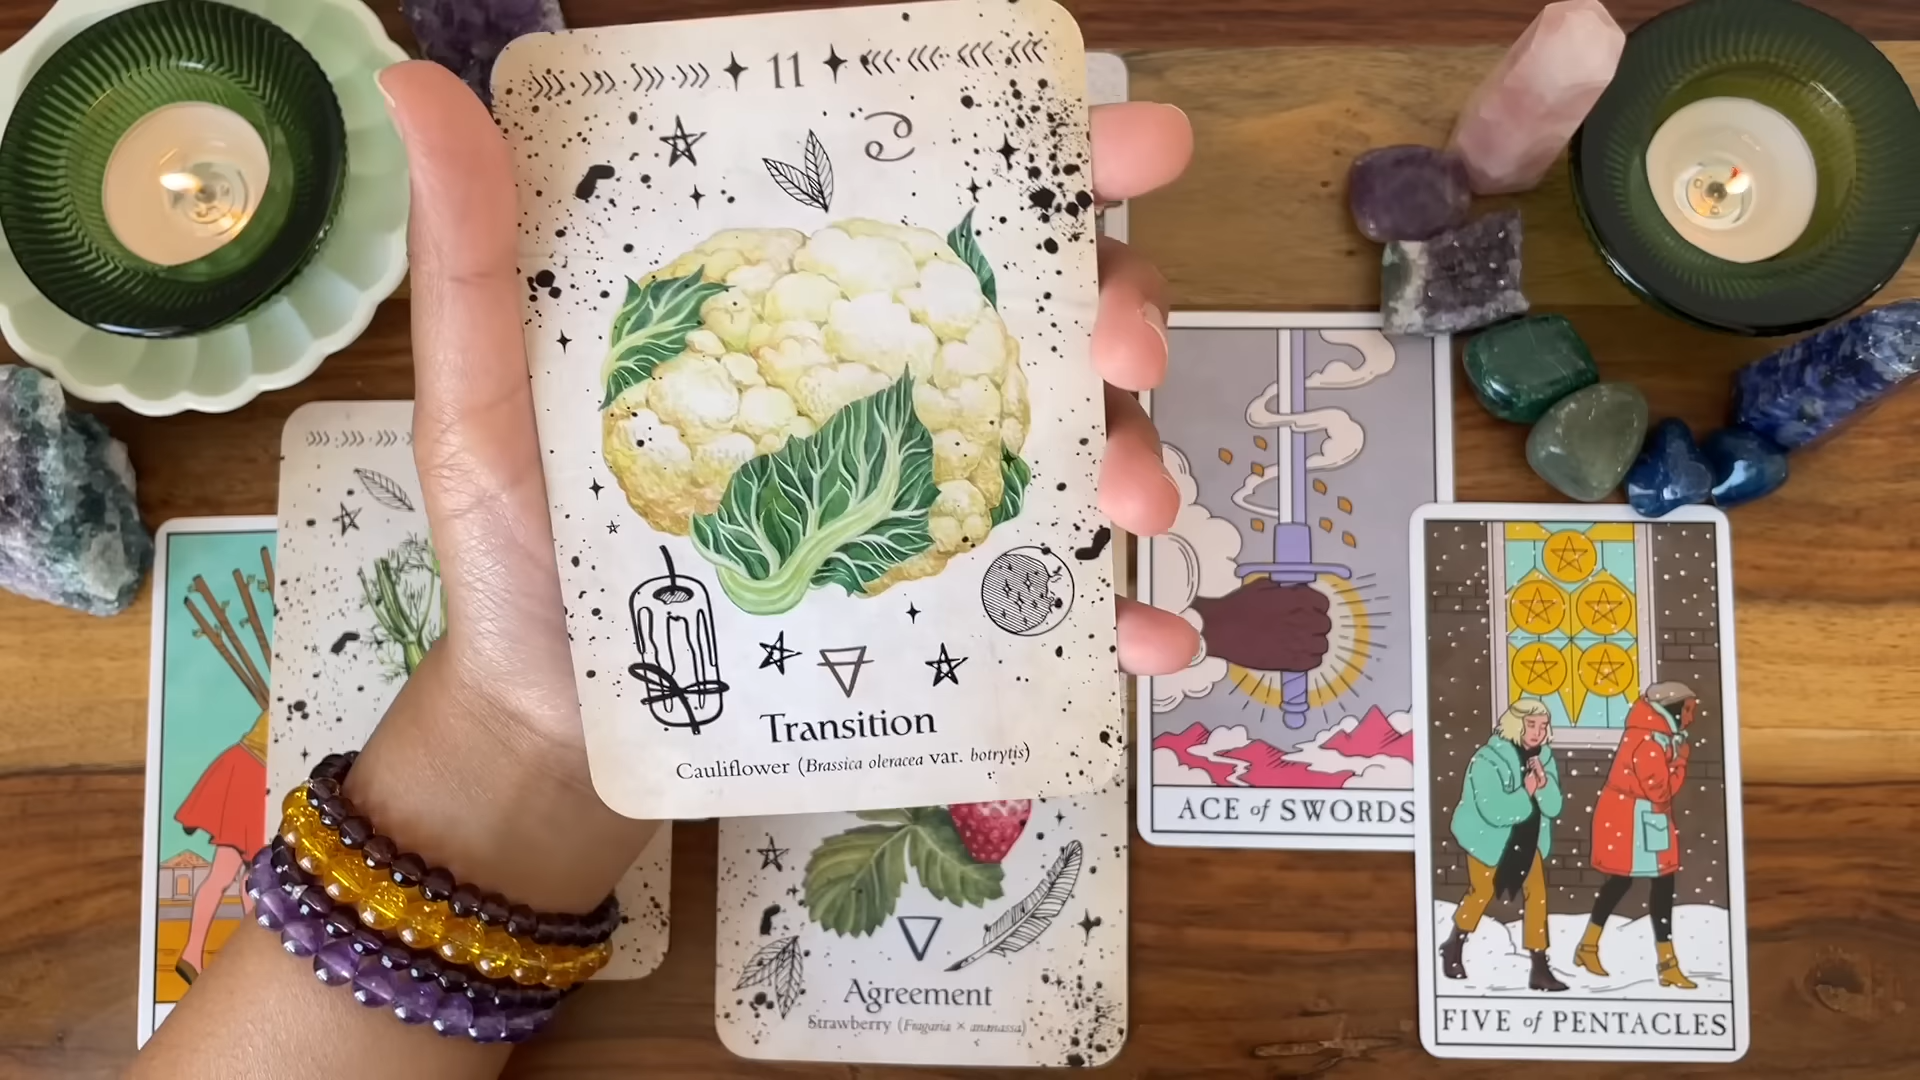 11
Transition
Cauliflower (Brassica oleracea var. botrytis)
ACE of SWORDS
Agreement
Strawberry (Fragaria × ananassa)
FIVE of PENTACLES